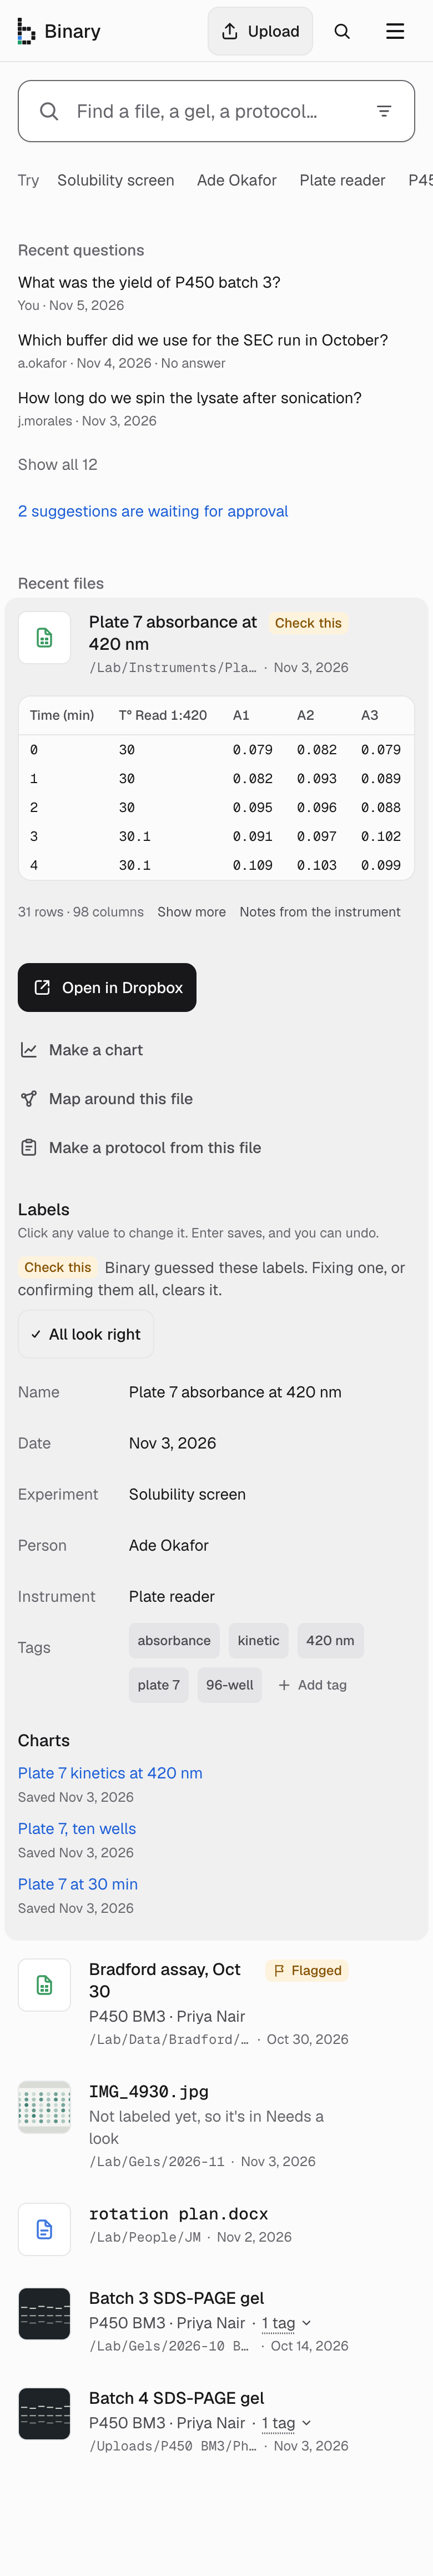 Binary
Upload
Find a file, a gel, a protocol...
Try Solubility screen Ade Okafor Plate reader P45
Recent questions
What was the yield of P450 batch 3?
You · Nov 5, 2026
Which buffer did we use for the SEC run in October?
a.okafor · Nov 4, 2026 · No answer
How long do we spin the lysate after sonication?
j.morales · Nov 3, 2026
Show all 12
2 suggestions are waiting for approval
Recent files
Plate 7 absorbance at Check this
420 nm
/Lab/Instruments/Pla… · Nov 3, 2026
Time (min) T° Read 1:420 A1 A2 A3
0 30 0.079 0.082 0.079
1 30 0.082 0.093 0.089
2 30 0.095 0.096 0.088
3 30.1 0.091 0.097 0.102
4 30.1 0.109 0.103 0.099
31 rows · 98 columns Show more Notes from the instrument
Open in Dropbox
Make a chart
Map around this file
Make a protocol from this file
Labels
Click any value to change it. Enter saves, and you can undo.
Check this Binary guessed these labels. Fixing one, or
confirming them all, clears it.
All look right
Name Plate 7 absorbance at 420 nm
Date Nov 3, 2026
Experiment Solubility screen
Person Ade Okafor
Instrument Plate reader
Tags absorbance kinetic 420 nm
plate 7 96-well Add tag
Charts
Plate 7 kinetics at 420 nm
Saved Nov 3, 2026
Plate 7, ten wells
Saved Nov 3, 2026
Plate 7 at 30 min
Saved Nov 3, 2026
Bradford assay, Oct Flagged
30
P450 BM3 · Priya Nair
/Lab/Data/Bradford/… · Oct 30, 2026
IMG_4930.jpg
Not labeled yet, so it's in Needs a
look
/Lab/Gels/2026-11 · Nov 3, 2026
rotation plan.docx
/Lab/People/JM · Nov 2, 2026
Batch 3 SDS-PAGE gel
P450 BM3 · Priya Nair · 1 tag
/Lab/Gels/2026-10 B… · Oct 14, 2026
Batch 4 SDS-PAGE gel
P450 BM3 · Priya Nair · 1 tag
/Uploads/P450 BM3/Ph… · Nov 3, 2026